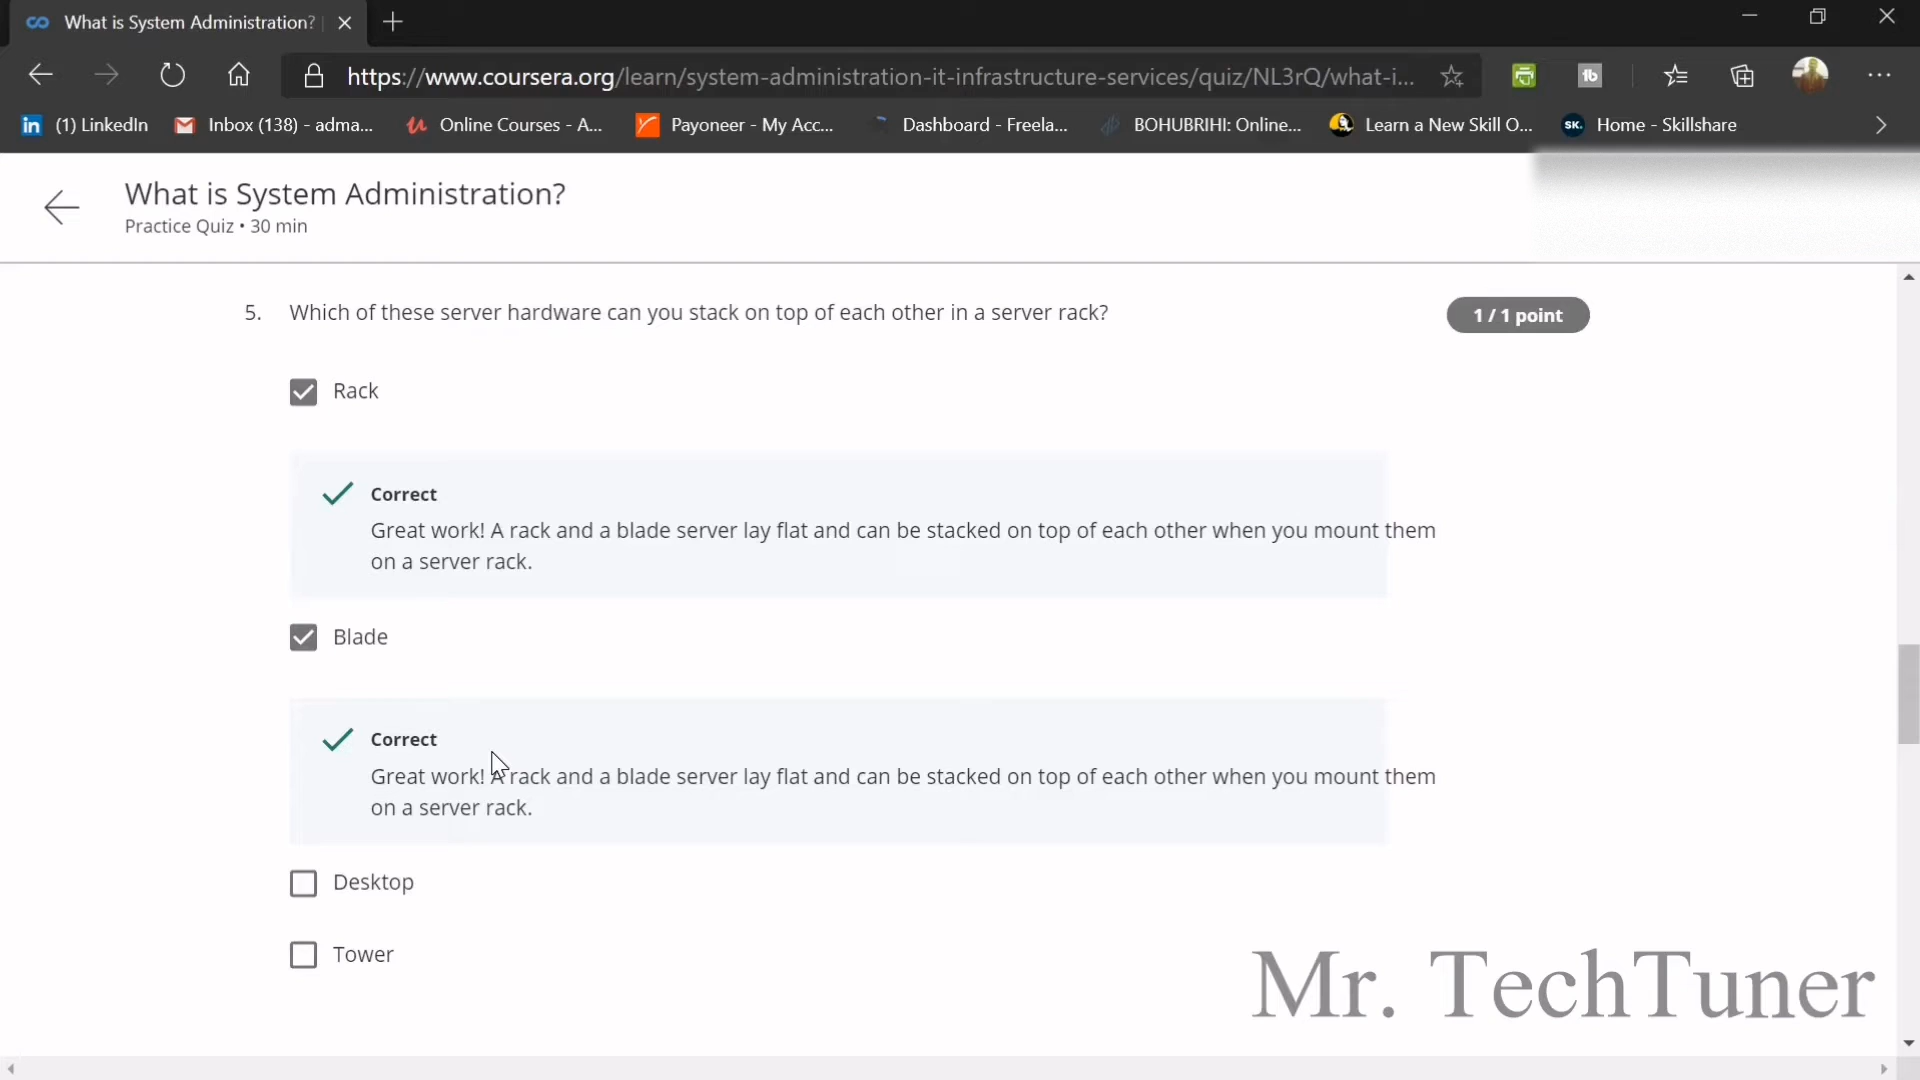 What is System Administration?
https://www.coursera.org/learn/system-administration-it-infrastructure-services/quiz/NL3rQ/what-i...
(1) LinkedIn
Inbox (138) - adma...
Online Courses - A...
Payoneer - My Acc...
Dashboard - Freela...
BOHUBRIHI: Online...
Learn a New Skill O...
SK.
Home - Skillshare
What is System Administration?
Practice Quiz • 30 min
5. Which of these server hardware can you stack on top of each other in a server rack?
1 / 1 point
Rack
Correct
Great work! A rack and a blade server lay flat and can be stacked on top of each other when you mount them
on a server rack.
Blade
Correct
Great work! A rack and a blade server lay flat and can be stacked on top of each other when you mount them
on a server rack.
Desktop
Tower
Mr. TechTuner